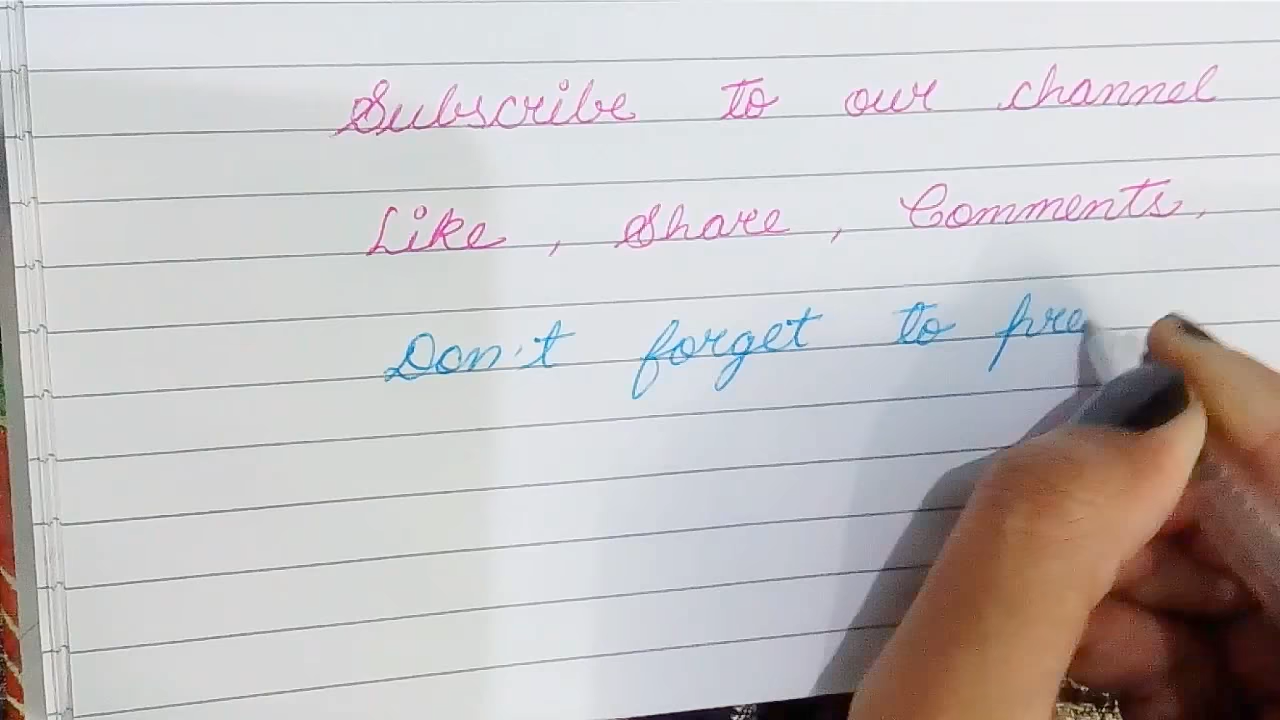 Subscribe to our channel
Like, Share, Comments,
Don't forget to pre